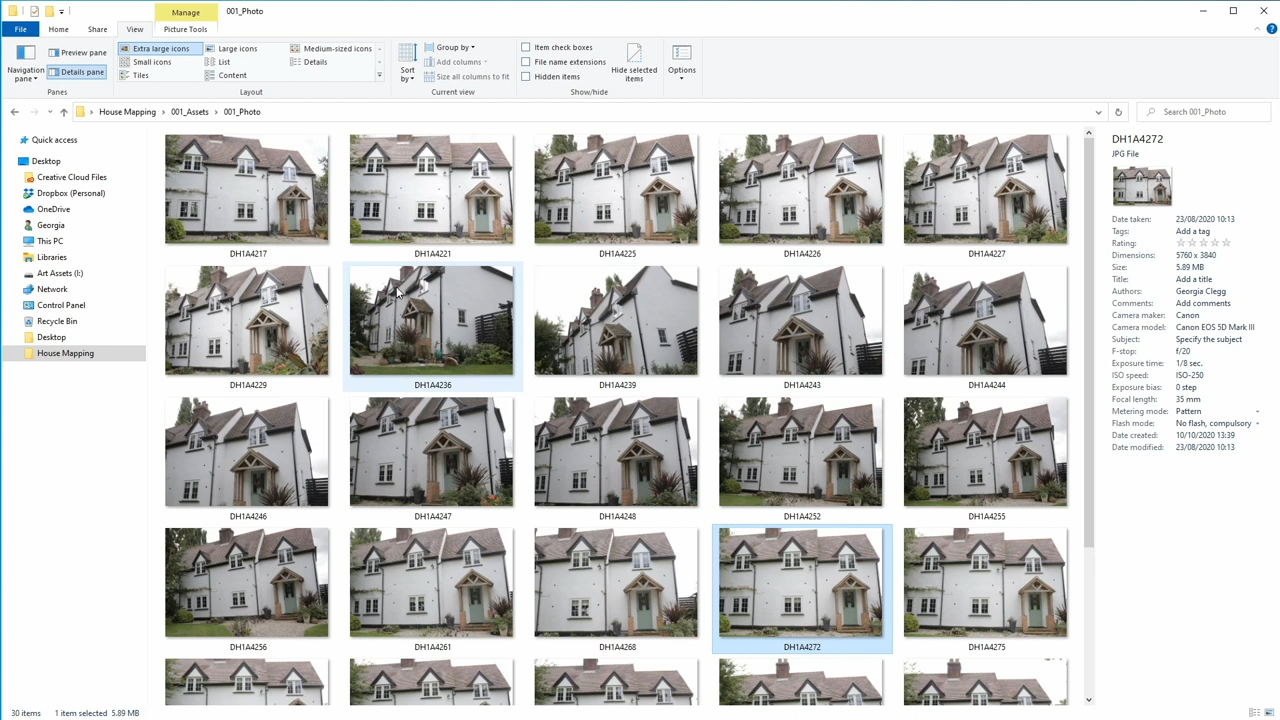 Manage
001_Photo
File
Home
Share
View
Picture Tools
Navigation pane
Preview pane
Details pane
Panes
Extra large icons
Large icons
Medium-sized icons
Small icons
List
Details
Tiles
Content
Layout
Sort by
Group by
Add columns
Size all columns to fit
Current view
Item check boxes
File name extensions
Hidden items
Hide selected items
Show/hide
Options
House Mapping
001_Assets
001_Photo
Search 001_Photo
Quick access
Desktop
Creative Cloud Files
Dropbox (Personal)
OneDrive
Georgia
This PC
Libraries
Art Assets (I:)
Network
Control Panel
Recycle Bin
Desktop
House Mapping
DH1A4217
DH1A4221
DH1A4225
DH1A4226
DH1A4227
DH1A4229
DH1A4236
DH1A4239
DH1A4243
DH1A4244
DH1A4246
DH1A4247
DH1A4248
DH1A4252
DH1A4255
DH1A4256
DH1A4261
DH1A4268
DH1A4272
DH1A4275
DH1A4272
JPG File
Date taken: 23/08/2020 10:13
Tags: Add a tag
Rating:
Dimensions: 5760 x 3840
Size: 5.89 MB
Title: Add a title
Authors: Georgia Clegg
Comments: Add comments
Camera maker: Canon
Camera model: Canon EOS 5D Mark III
Subject: Specify the subject
F-stop: f/20
Exposure time: 1/8 sec.
ISO speed: ISO-250
Exposure bias: 0 step
Focal length: 35 mm
Metering mode: Pattern
Flash mode: No flash, compulsory
Date created: 10/10/2020 13:39
Date modified: 23/08/2020 10:13
30 items
1 item selected 5.89 MB